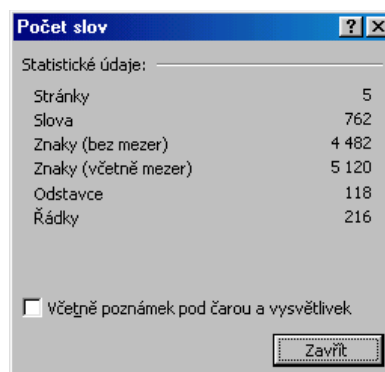 Počet slov
Statistické údaje:
Stránky 5
Slova 762
Znaky (bez mezer) 4 482
Znaky (včetně mezer) 5 120
Odstavce 118
Řádky 216
Včetně poznámek pod čarou a vysvětlivek
Zavřít